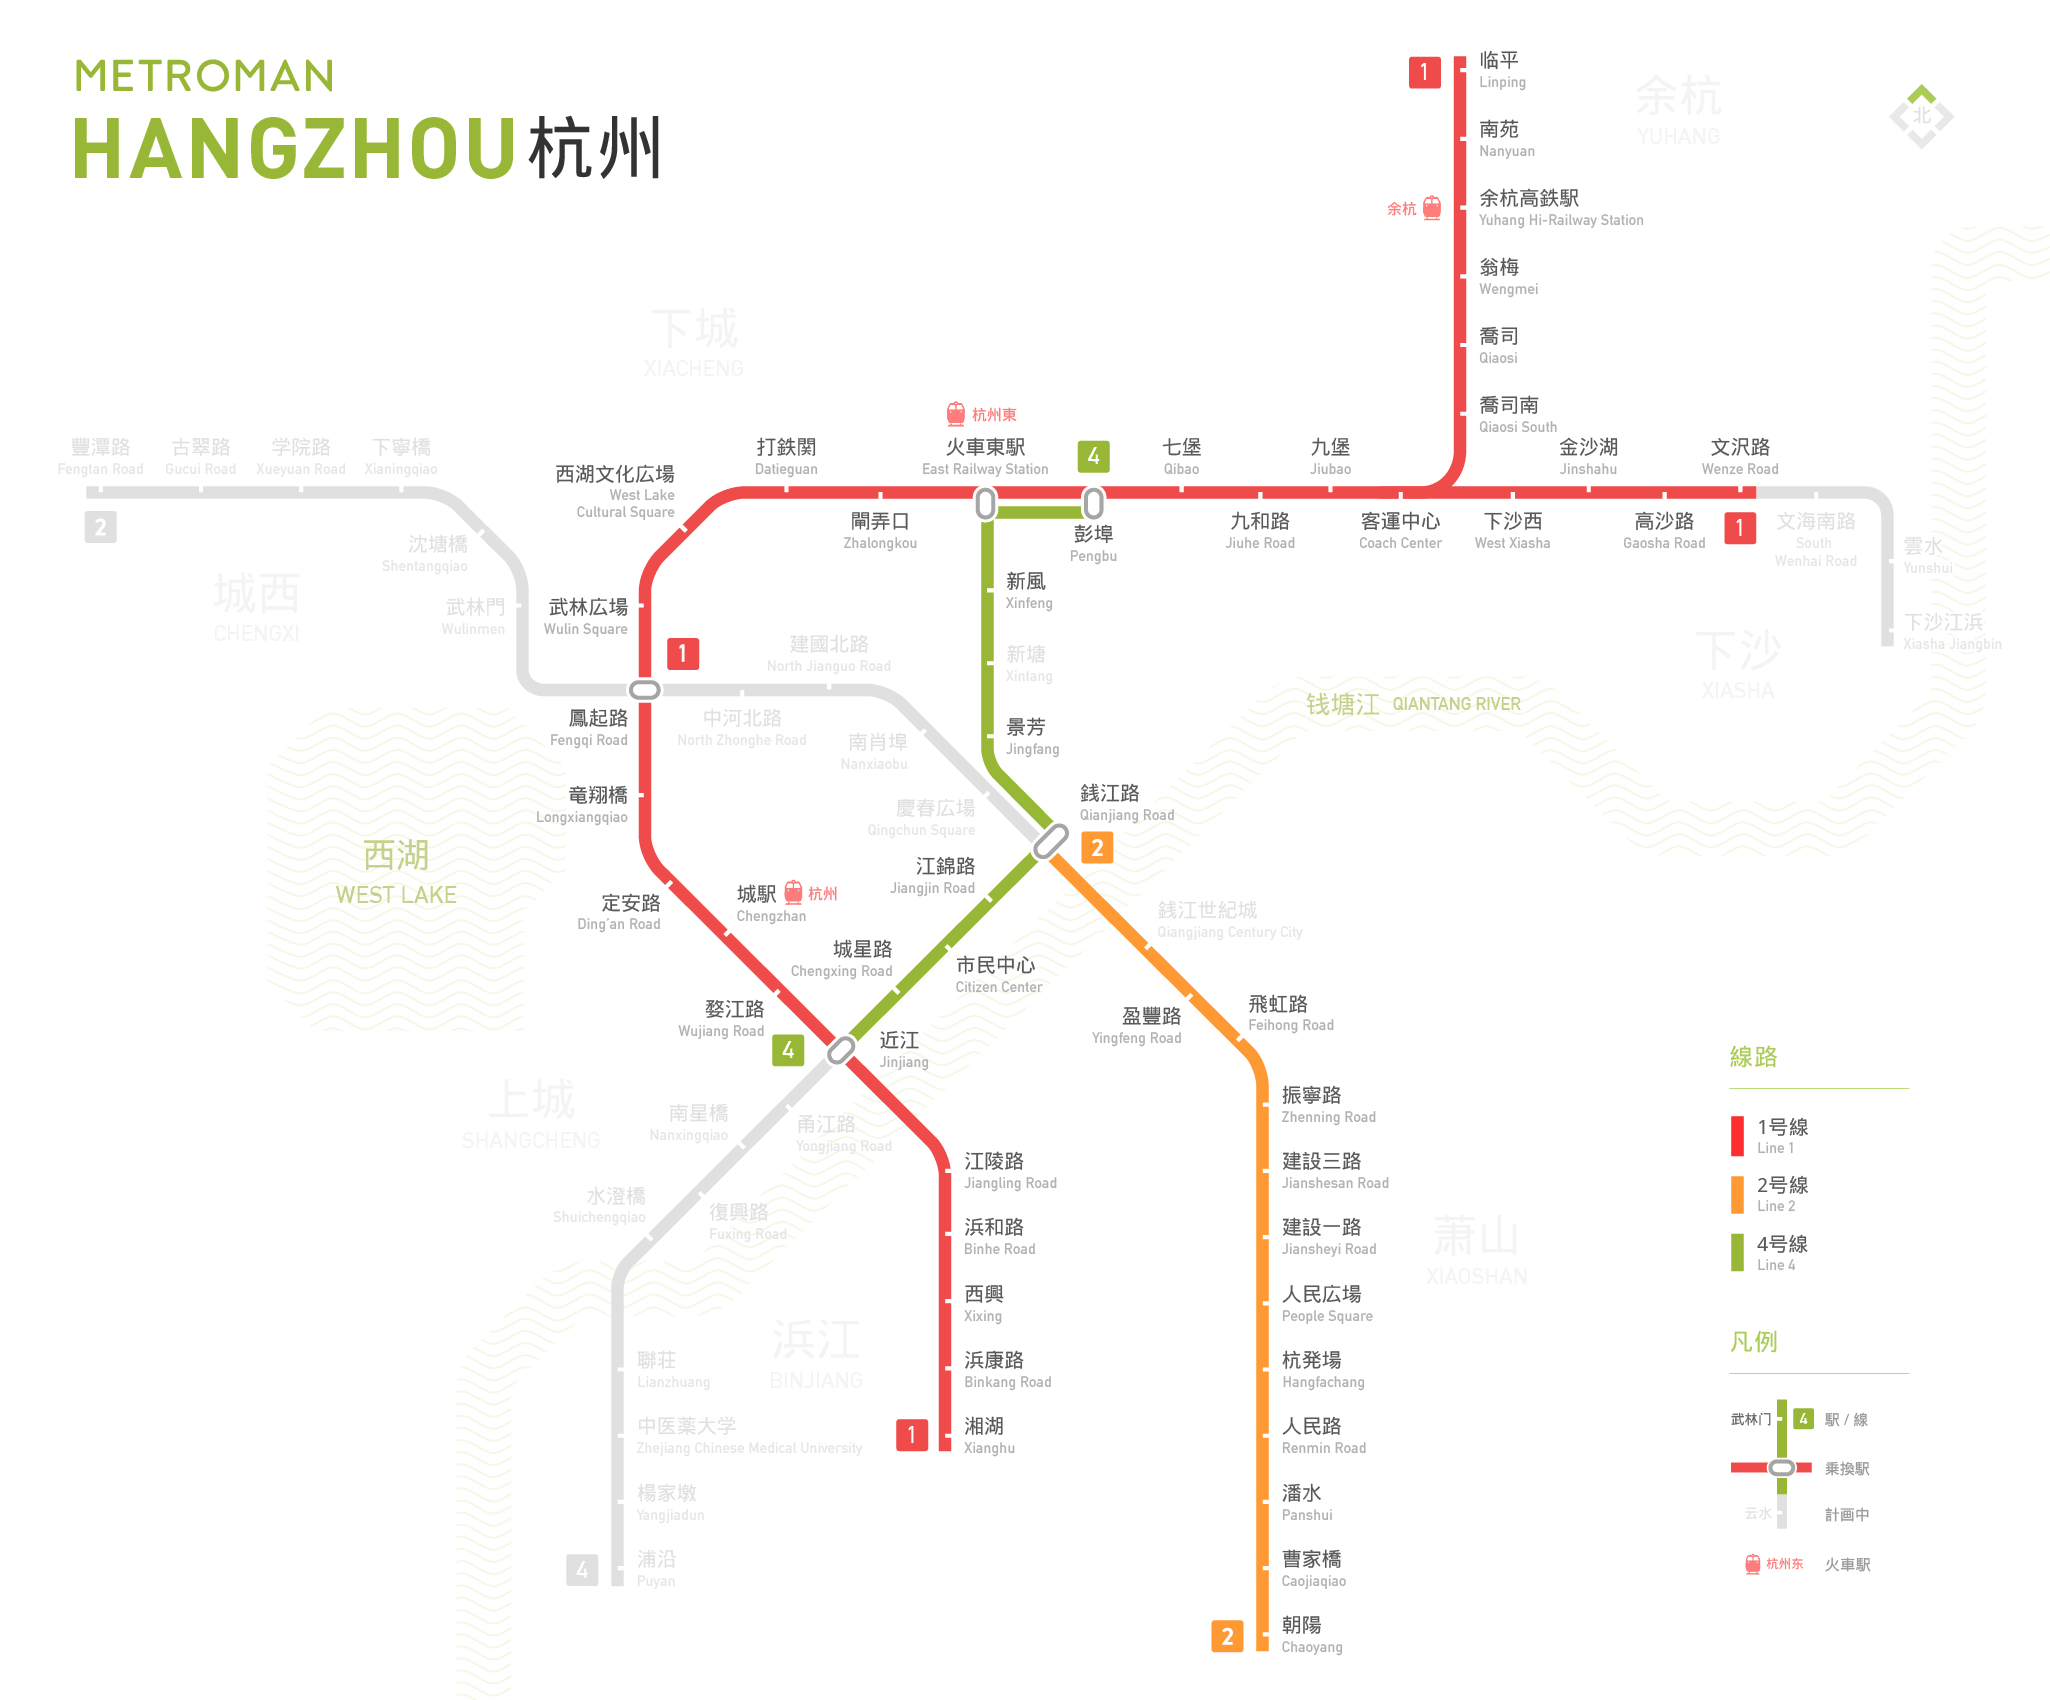 METROMAN
HANGZHOU 杭州
北
余杭
YUHANG
1
临平
Linping
南苑
Nanyuan
余杭
余杭高鉄駅
Yuhang Hi-Railway Station
翁梅
Wengmei
喬司
Qiaosi
喬司南
Qiaosi South
下城
XIACHENG
豐潭路
Fengtan Road
古翠路
Gucui Road
学院路
Xueyuan Road
下寧橋
Xianingqiao
2
沈塘橋
Shentangqiao
武林門
Wulinmen
城西
CHENGXI
西湖文化広場
West Lake
Cultural Square
打鉄関
Datieguan
閘弄口
Zhalongkou
杭州東
火車東駅
East Railway Station
4
彭埠
Pengbu
七堡
Qibao
九和路
Jiuhe Road
九堡
Jiubao
客運中心
Coach Center
下沙西
West Xiasha
金沙湖
Jinshahu
高沙路
Gaosha Road
文沢路
Wenze Road
1
文海南路
South
Wenhai Road
雲水
Yunshui
下沙江浜
Xiasha Jiangbin
下沙
XIASHA
武林広場
Wulin Square
1
鳳起路
Fengqi Road
中河北路
North Zhonghe Road
建國北路
North Jianguo Road
南肖埠
Nanxiaobu
慶春広場
Qingchun Square
新風
Xinfeng
新塘
Xintang
景芳
Jingfang
銭江路
Qianjiang Road
2
钱塘江 QIANTANG RIVER
竜翔橋
Longxiangqiao
西湖
WEST LAKE
定安路
Ding'an Road
城駅
杭州
Chengzhan
江錦路
Jiangjin Road
市民中心
Citizen Center
城星路
Chengxing Road
婺江路
Wujiang Road
4
近江
Jinjiang
銭江世紀城
Qiangjiang Century City
盈豐路
Yingfeng Road
飛虹路
Feihong Road
振寧路
Zhenning Road
建設三路
Jianshesan Road
建設一路
Jiansheyi Road
人民広場
People Square
杭発場
Hangfachang
人民路
Renmin Road
潘水
Panshui
曹家橋
Caojiaqiao
朝陽
Chaoyang
2
蕭山
XIAOSHAN
上城
SHANGCHENG
甬江路
Yongjiang Road
南星橋
Nanxingqiao
復興路
Fuxing Road
水澄橋
Shuichengqiao
聯荘
Lianzhuang
中医薬大学
Zhejiang Chinese Medical University
楊家墩
Yangjiadun
浦沿
Puyan
4
浜江
BINJIANG
江陵路
Jiangling Road
浜和路
Binhe Road
西興
Xixing
浜康路
Binkang Road
湘湖
Xianghu
1
線路
1号線
Line 1
2号線
Line 2
4号線
Line 4
凡例
武林门
4
駅 / 線
乗換駅
云水
計画中
杭州东
火車駅